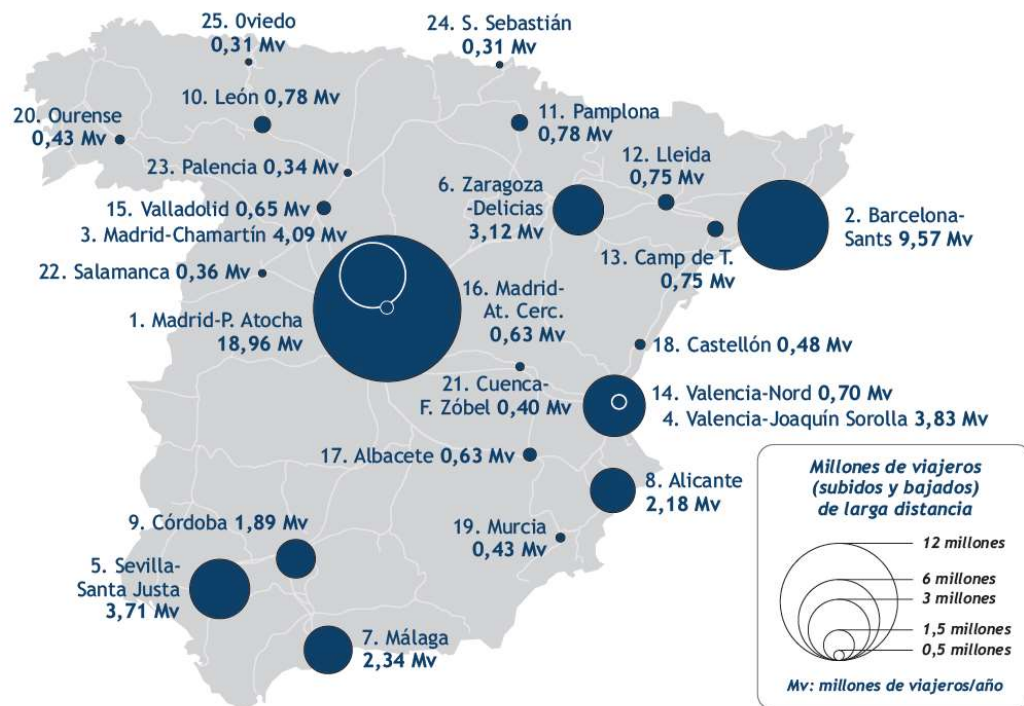 25. Oviedo
0,31 Mv
24. S. Sebastián
0,31 Mv
10. León 0,78 Mv
20. Ourense
0,43 Mv
11. Pamplona
0,78 Mv
23. Palencia 0,34 Mv
12. Lleida
0,75 Mv
6. Zaragoza
-Delicias
3,12 Mv
15. Valladolid 0,65 Mv
3. Madrid-Chamartín 4,09 Mv
2. Barcelona-
Sants 9,57 Mv
22. Salamanca 0,36 Mv
13. Camp de T.
0,75 Mv
16. Madrid-
At. Cerc.
0,63 Mv
1. Madrid-P. Atocha
18,96 Mv
18. Castellón 0,48 Mv
21. Cuenca-
F. Zóbel 0,40 Mv
14. Valencia-Nord 0,70 Mv
4. Valencia-Joaquín Sorolla 3,83 Mv
17. Albacete 0,63 Mv
8. Alicante
2,18 Mv
9. Córdoba 1,89 Mv
19. Murcia
0,43 Mv
5. Sevilla-
Santa Justa
3,71 Mv
7. Málaga
2,34 Mv
Millones de viajeros
(subidos y bajados)
de larga distancia
12 millones
6 millones
3 millones
1,5 millones
0,5 millones
Mv: millones de viajeros/año